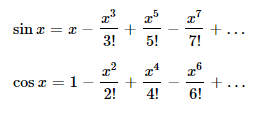 sin x = x − x³/3! + x⁵/5! − x⁷/7! + ...
cos x = 1 − x²/2! + x⁴/4! − x⁶/6! + ...